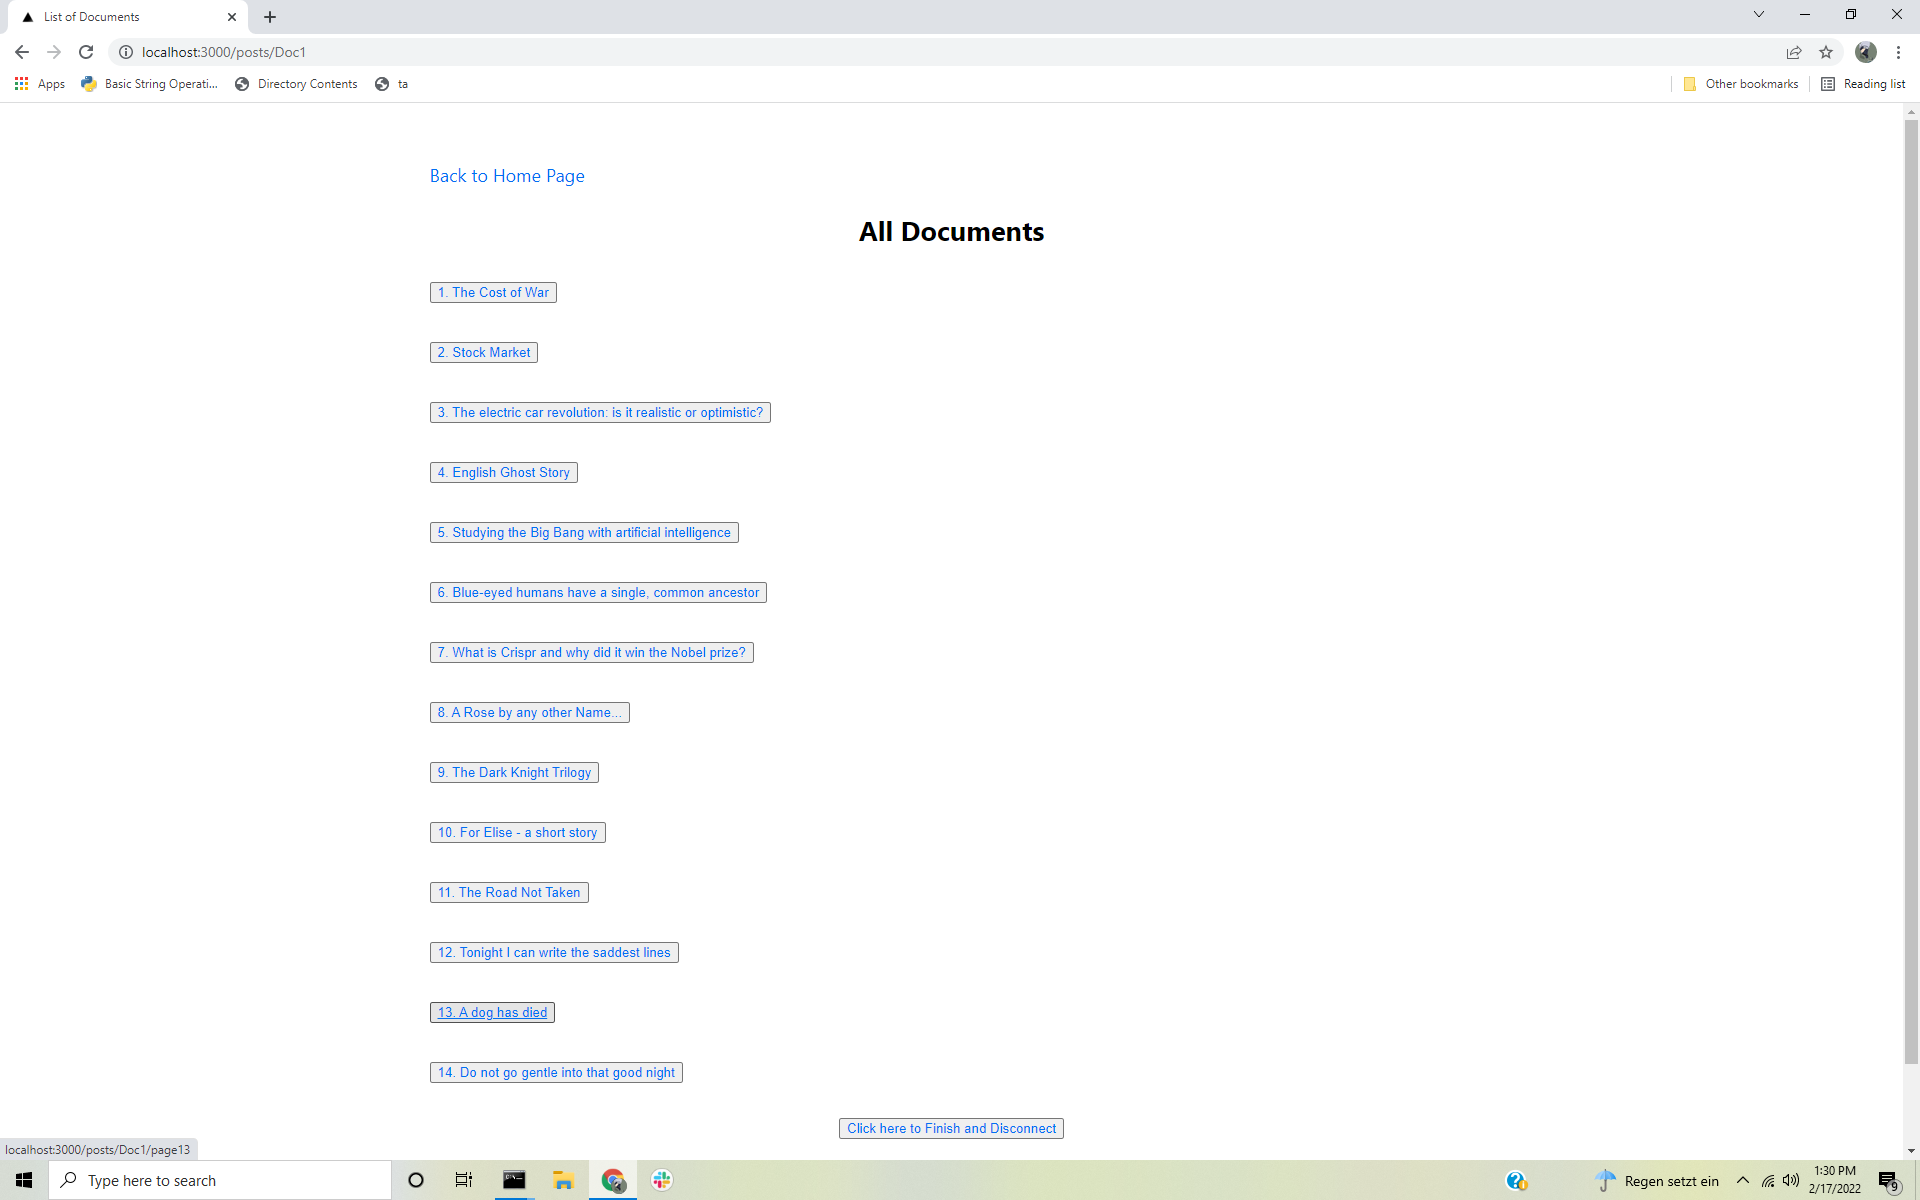 List of Documents
localhost:3000/posts/Doc1
Apps
Basic String Operati...
Directory Contents
ta
Other bookmarks
Reading list
Back to Home Page
All Documents
1. The Cost of War
2. Stock Market
3. The electric car revolution: is it realistic or optimistic?
4. English Ghost Story
5. Studying the Big Bang with artificial intelligence
6. Blue-eyed humans have a single, common ancestor
7. What is Crispr and why did it win the Nobel prize?
8. A Rose by any other Name...
9. The Dark Knight Trilogy
10. For Elise - a short story
11. The Road Not Taken
12. Tonight I can write the saddest lines
13. A dog has died
14. Do not go gentle into that good night
Click here to Finish and Disconnect
localhost:3000/posts/Doc1/page13
Type here to search
Regen setzt ein
1:30 PM
2/17/2022
9